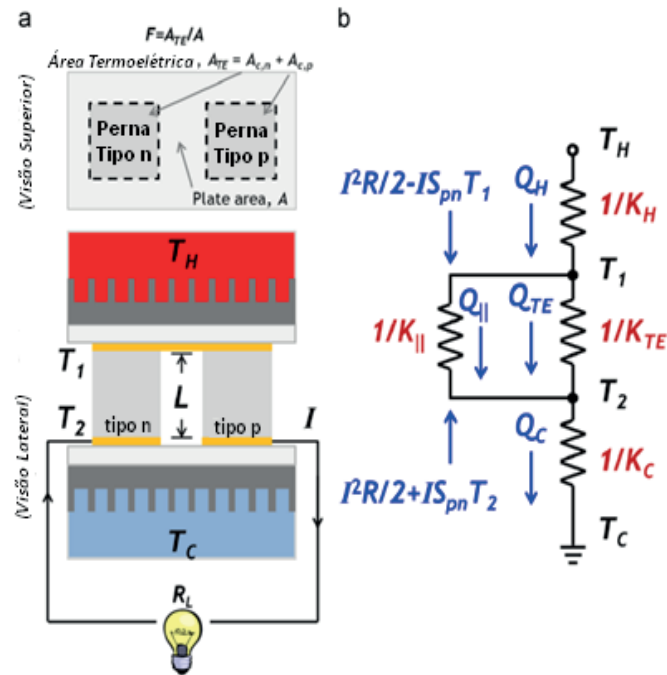 a
F=A_TE/A
Área Termoelétrica, A_TE = A_c,n + A_c,p
(Visão Superior)
Perna
Tipo n
Perna
Tipo p
Plate area, A
(Visão Lateral)
T_H
T_1
L
T_2
tipo n
tipo p
I
T_C
R_L
b
T_H
I²R/2-IS_pnT_1
Q_H
1/K_H
T_1
1/K_||
Q_||
Q_TE
1/K_TE
T_2
Q_C
1/K_C
I²R/2+IS_pnT_2
T_C